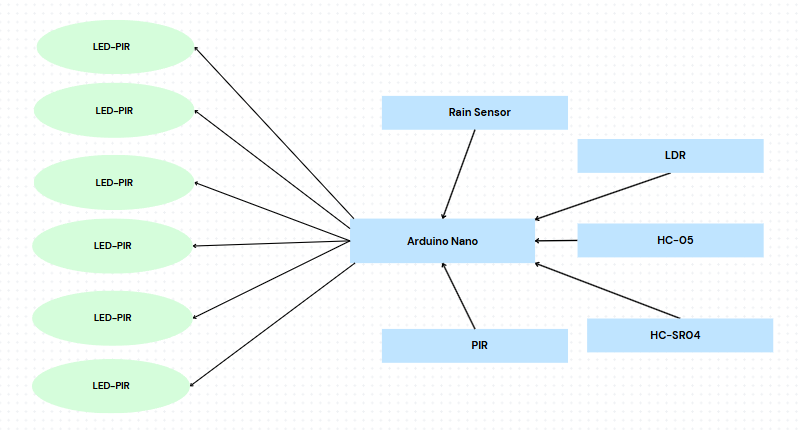 LED-PIR
LED-PIR
LED-PIR
LED-PIR
LED-PIR
LED-PIR
Rain Sensor
LDR
Arduino Nano
HC-05
HC-SR04
PIR